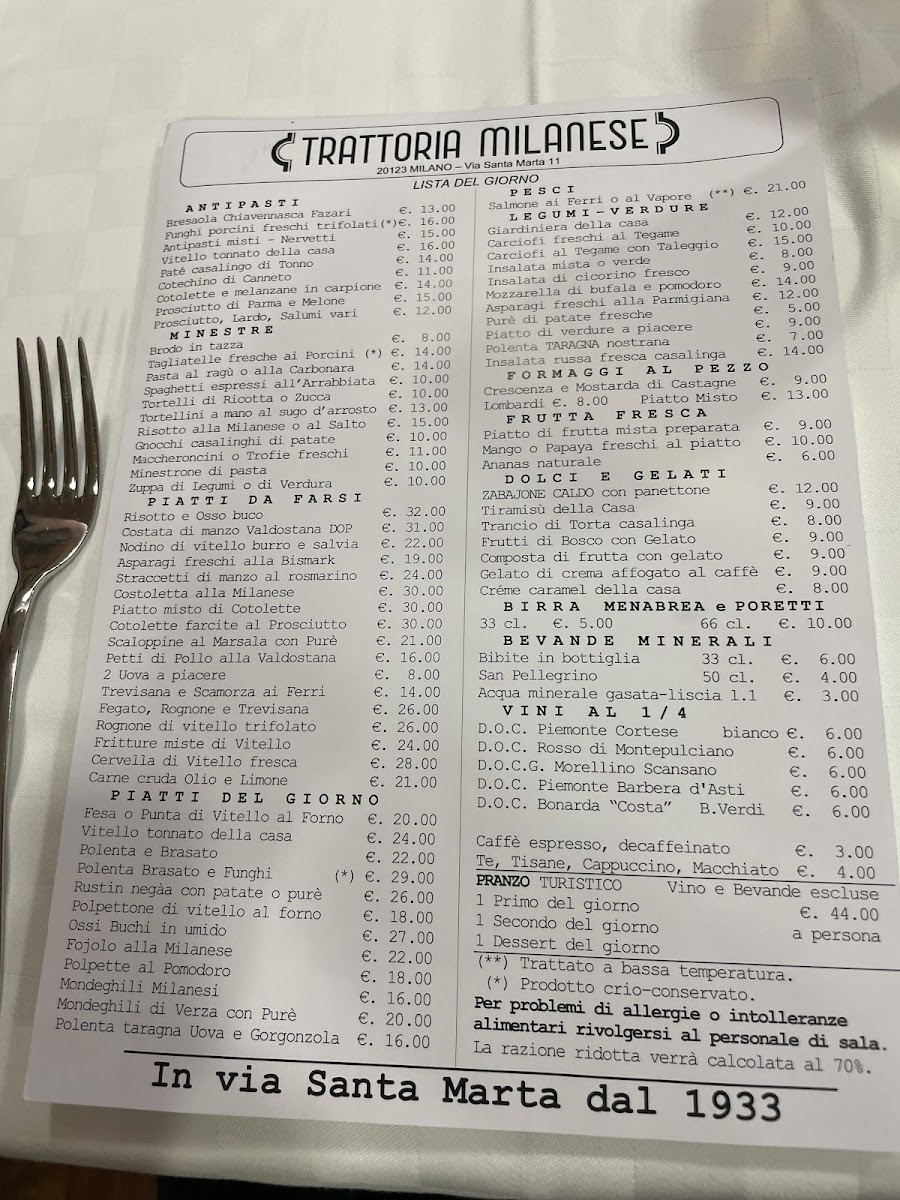 TRATTORIA MILANESE
20123 MILANO – Via Santa Marta 11
LISTA DEL GIORNO
ANTIPASTI
Bresaola Chiavennasca Fazari €. 13.00
Funghi porcini freschi trifolati(*)€. 16.00
Antipasti misti - Nervetti €. 15.00
Vitello tonnato della casa €. 16.00
Paté casalingo di Tonno €. 14.00
Cotechino di Canneto €. 11.00
Cotolette e melanzane in carpione €. 14.00
Prosciutto di Parma e Melone €. 15.00
Prosciutto, Lardo, Salumi vari €. 12.00
MINESTRE
Brodo in tazza €. 8.00
Tagliatelle fresche ai Porcini (*) €. 14.00
Pasta al ragù o alla Carbonara €. 14.00
Spaghetti espressi all'Arrabbiata €. 10.00
Tortelli di Ricotta o Zucca €. 10.00
Tortellini a mano al sugo d'arrosto €. 13.00
Risotto alla Milanese o al Salto €. 15.00
Gnocchi casalinghi di patate €. 10.00
Maccheroncini o Trofie freschi €. 11.00
Minestrone di pasta €. 10.00
Zuppa di Legumi o di Verdura €. 10.00
PIATTI DA FARSI
Risotto e Osso buco €. 32.00
Costata di manzo Valdostana DOP €. 31.00
Nodino di vitello burro e salvia €. 22.00
Asparagi freschi alla Bismark €. 19.00
Straccetti di manzo al rosmarino €. 24.00
Costoletta alla Milanese €. 30.00
Piatto misto di Cotolette €. 30.00
Cotolette farcite al Prosciutto €. 30.00
Scaloppine al Marsala con Purè €. 21.00
Petti di Pollo alla Valdostana €. 16.00
2 Uova a piacere €. 8.00
Trevisana e Scamorza ai Ferri €. 14.00
Fegato, Rognone e Trevisana €. 26.00
Rognone di vitello trifolato €. 26.00
Fritture miste di Vitello €. 24.00
Cervella di Vitello fresca €. 28.00
Carne cruda Olio e Limone €. 21.00
PIATTI DEL GIORNO
Fesa o Punta di Vitello al Forno €. 20.00
Vitello tonnato della casa €. 24.00
Polenta e Brasato €. 22.00
Polenta Brasato e Funghi (*) €. 29.00
Rustin negàa con patate o purè €. 26.00
Polpettone di vitello al forno €. 18.00
Ossi Buchi in umido €. 27.00
Fojolo alla Milanese €. 22.00
Polpette al Pomodoro €. 18.00
Mondeghili Milanesi €. 16.00
Mondeghili di Verza con Purè €. 20.00
Polenta taragna Uova e Gorgonzola €. 16.00
PESCI
Salmone ai Ferri o al Vapore (**) €. 21.00
LEGUMI-VERDURE
Giardiniera della casa €. 12.00
Carciofi freschi al Tegame €. 10.00
Carciofi al Tegame con Taleggio €. 15.00
Insalata mista o verde €. 8.00
Insalata di cicorino fresco €. 9.00
Mozzarella di bufala e pomodoro €. 14.00
Asparagi freschi alla Parmigiana €. 12.00
Purè di patate fresche €. 5.00
Piatto di verdure a piacere €. 9.00
Polenta TARAGNA nostrana €. 7.00
Insalata russa fresca casalinga €. 14.00
FORMAGGI AL PEZZO
Crescenza e Mostarda di Castagne €. 9.00
Lombardi €. 8.00 Piatto Misto €. 13.00
FRUTTA FRESCA
Piatto di frutta mista preparata €. 9.00
Mango o Papaya freschi al piatto €. 10.00
Ananas naturale €. 6.00
DOLCI E GELATI
ZABAJONE CALDO con panettone €. 12.00
Tiramisù della Casa €. 9.00
Trancio di Torta casalinga €. 8.00
Frutti di Bosco con Gelato €. 9.00
Composta di frutta con gelato €. 9.00
Gelato di crema affogato al caffè €. 9.00
Créme caramel della casa €. 8.00
BIRRA MENABREA e PORETTI
33 cl. €. 5.00 66 cl. €. 10.00
BEVANDE MINERALI
Bibite in bottiglia 33 cl. €. 6.00
San Pellegrino 50 cl. €. 4.00
Acqua minerale gasata-liscia l.1 €. 3.00
VINI AL 1/4
D.O.C. Piemonte Cortese bianco €. 6.00
D.O.C. Rosso di Montepulciano €. 6.00
D.O.C.G. Morellino Scansano €. 6.00
D.O.C. Piemonte Barbera d'Asti €. 6.00
D.O.C. Bonarda "Costa" B.Verdi €. 6.00
Caffè espresso, decaffeinato €. 3.00
Te, Tisane, Cappuccino, Macchiato €. 4.00
PRANZO TURISTICO Vino e Bevande escluse
1 Primo del giorno €. 44.00
1 Secondo del giorno a persona
1 Dessert del giorno
(**) Trattato a bassa temperatura.
(*) Prodotto crio-conservato.
Per problemi di allergie o intolleranze
alimentari rivolgersi al personale di sala.
La razione ridotta verrà calcolata al 70%.
In via Santa Marta dal 1933